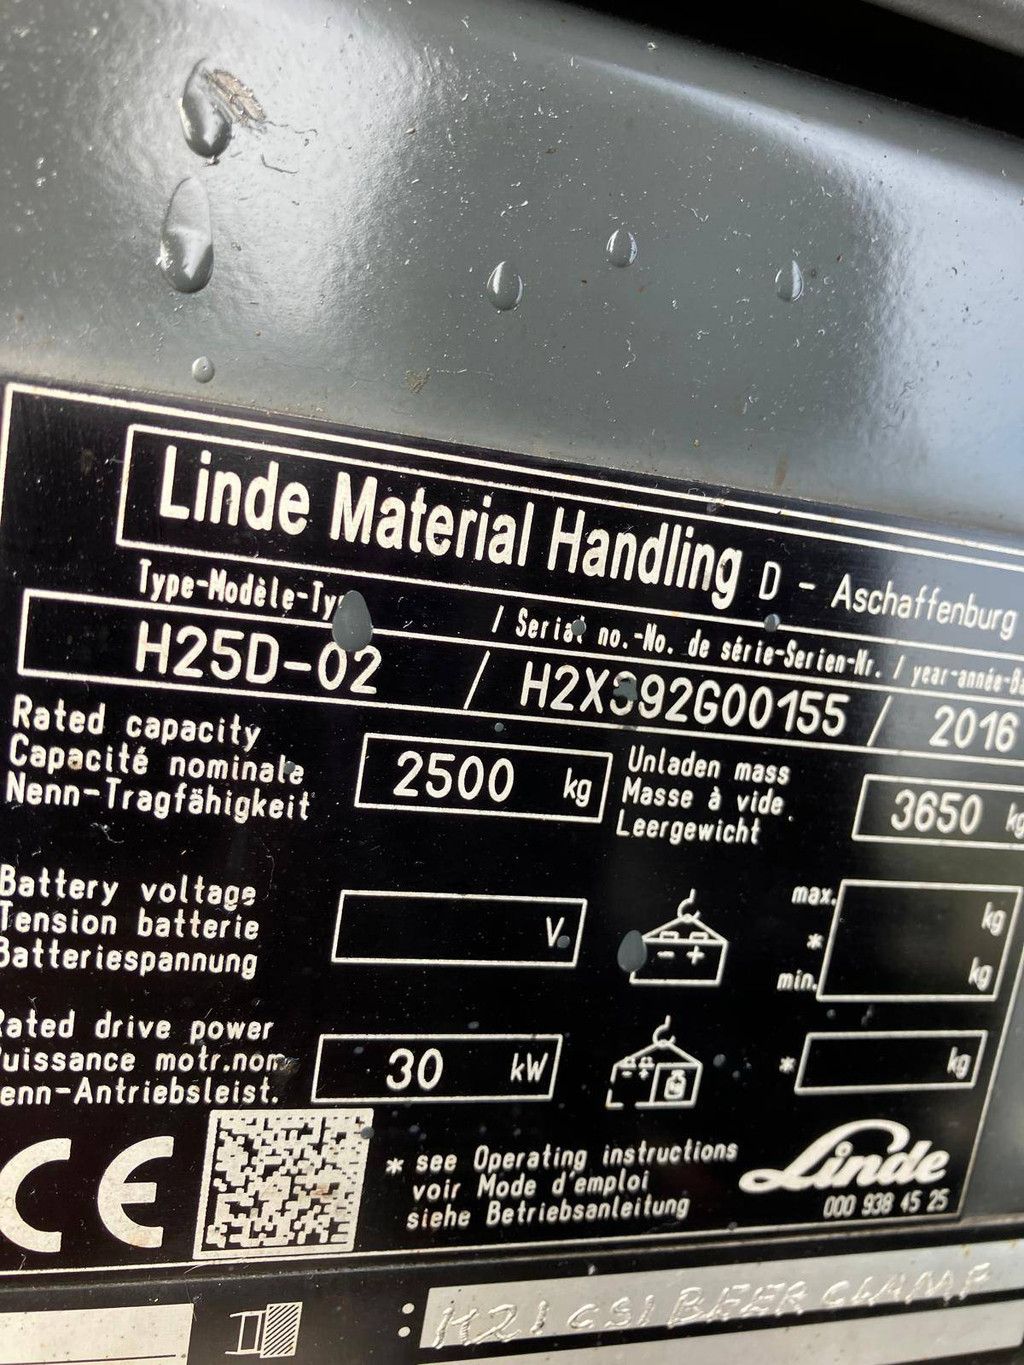 Linde Material Handling D - Aschaffenburg
Type-Modèle-Typ / Serial no.-No. de série-Serien-Nr. / year-année-Ba
H25D-02 / H2X392G00155 / 2016
Rated capacity
Capacité nominale
Nenn-Tragfähigkeit
2500 kg
Unladen mass
Masse à vide
Leergewicht
3650 kg
Battery voltage
Tension batterie
Batteriespannung
V
max. kg
*
min. kg
Rated drive power
Puissance motr.nom.
enn-Antriebsleist.
30 kW
* kg
CE
* see Operating instructions
voir Mode d'emploi
siehe Betriebsanleitung
Linde
000 938 45 25
: BEER CLAMP